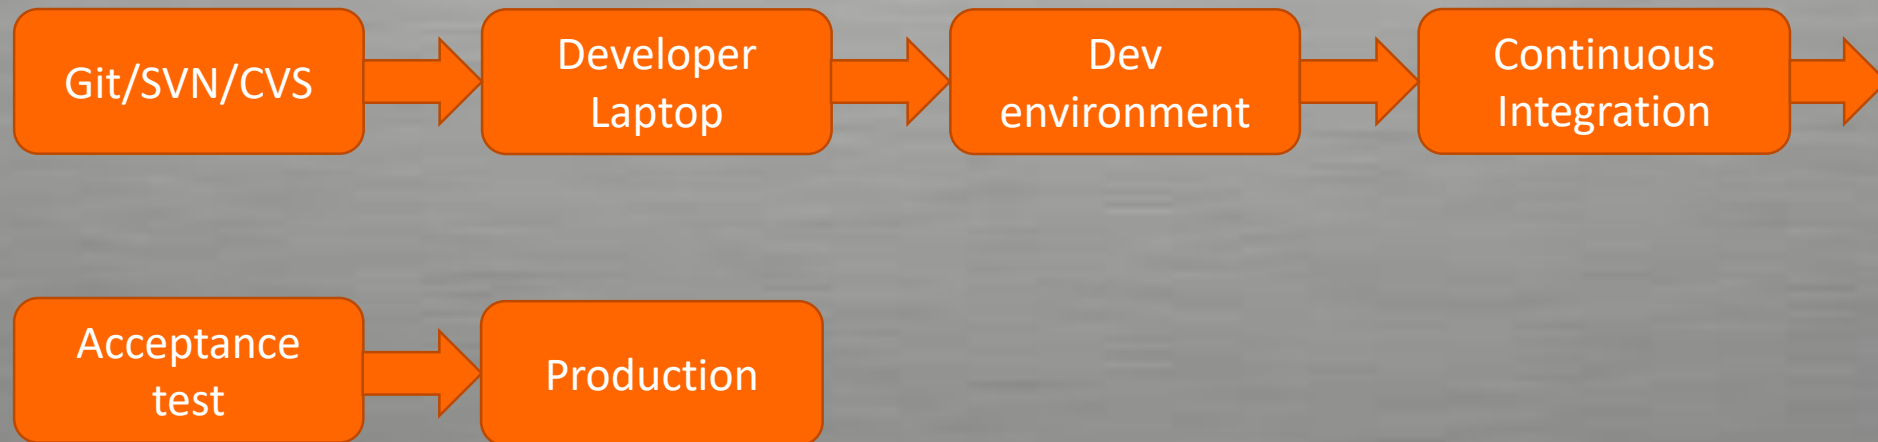 Git/SVN/CVS
Developer
Laptop
Dev
environment
Continuous
Integration
Acceptance
test
Production